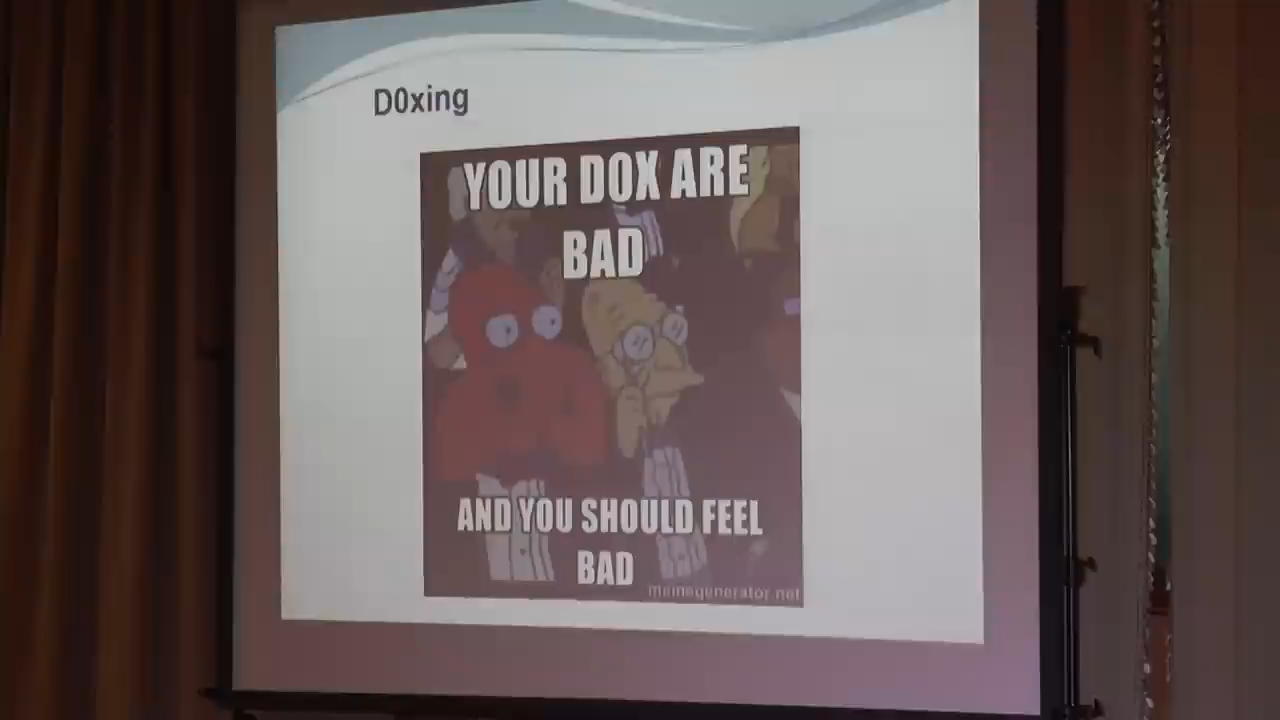 D0xing
YOUR DOX ARE
BAD
AND YOU SHOULD FEEL
BAD
memegenerator.net